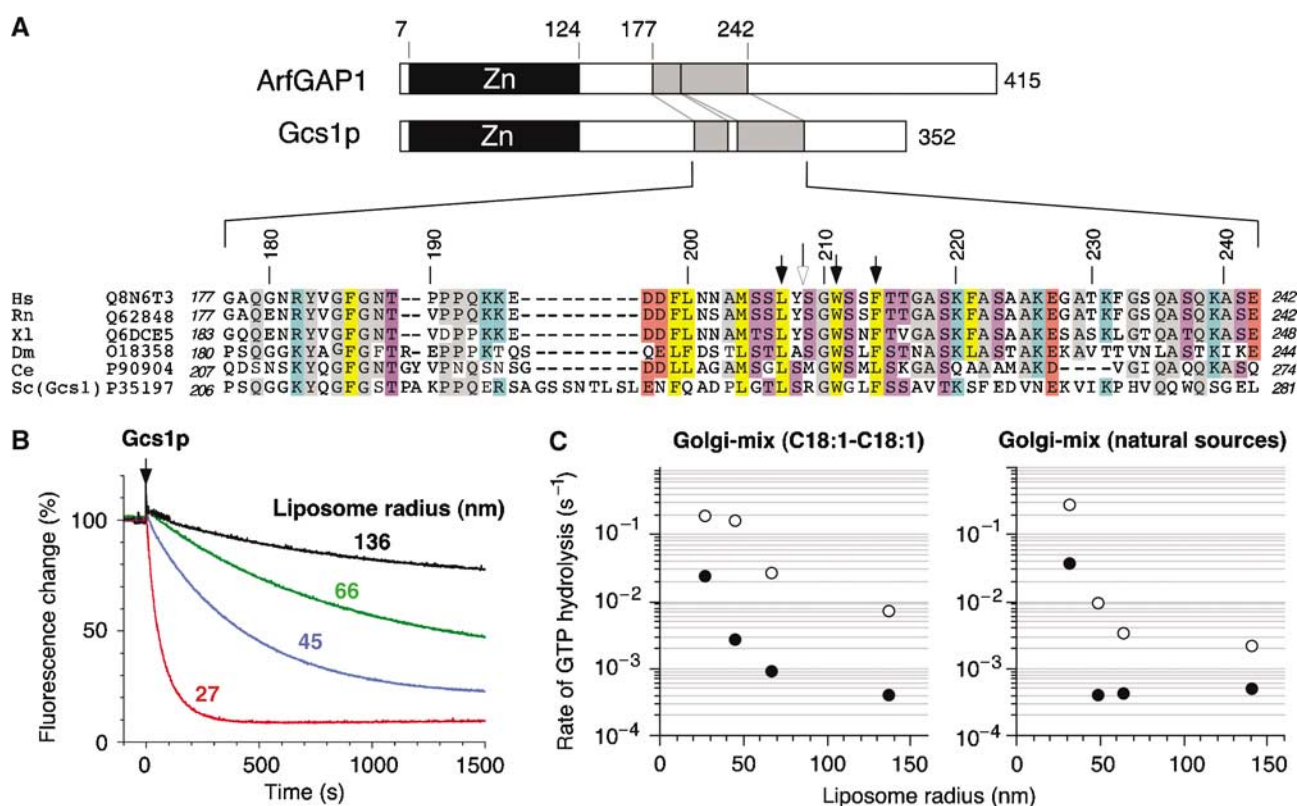 A
7 124 177 242
ArfGAP1 Zn 415
Gcs1p Zn 352
180 190 200 210 220 230 240
Hs Q8N6T3 177 GAQGNRYVGFGNT--PPPQKKE--------DDFLNNAMSSLYSGWSSFTTGASKFASAAKEGATKFGSQASQKASE 242
Rn Q62848 177 GAQENRYVGFGNT--VPPQKKE--------DDFLNNAMSSLYSGWSSFTTGASKFASAAKEGATKFGSQASQKASE 242
Xl Q6DCE5 183 GQQENRYVGFGNT--VDPPKKE--------DDFLNNAMTSLYSGWSNFTVGASKFASAAKESASKLGTQATQKASE 248
Dm O18358 180 PSQGGKYAGFGFTR-EPPPKTQS-------QELFDSTLSTLASGWSLFSTNASKLASTAKEKAVTTVNLASTKIKE 244
Ce P90904 207 QDSNSKYQGFGNTGYVPNQSNS--------DDLLAGAMSGLSMGWSMLSKGASQAAAMAKD----VGIQAQQKASQ 274
Sc(Gcs1) P35197 206 PSQGGKYQGFGSTPAKPPQERSAGSSNTLSLENFQADPLGTLSRGWGLFSSAVTKSFEDVNEKVIKPHVQQWQSGEL 281
B
Gcs1p
Liposome radius (nm)
136
66
45
27
Fluorescence change (%)
100
50
0
0 500 1000 1500
Time (s)
C
Golgi-mix (C18:1-C18:1) Golgi-mix (natural sources)
Rate of GTP hydrolysis (s⁻¹)
10⁻¹ 10⁻¹
10⁻² 10⁻²
10⁻³ 10⁻³
10⁻⁴ 10⁻⁴
0 50 100 150 0 50 100 150
Liposome radius (nm)